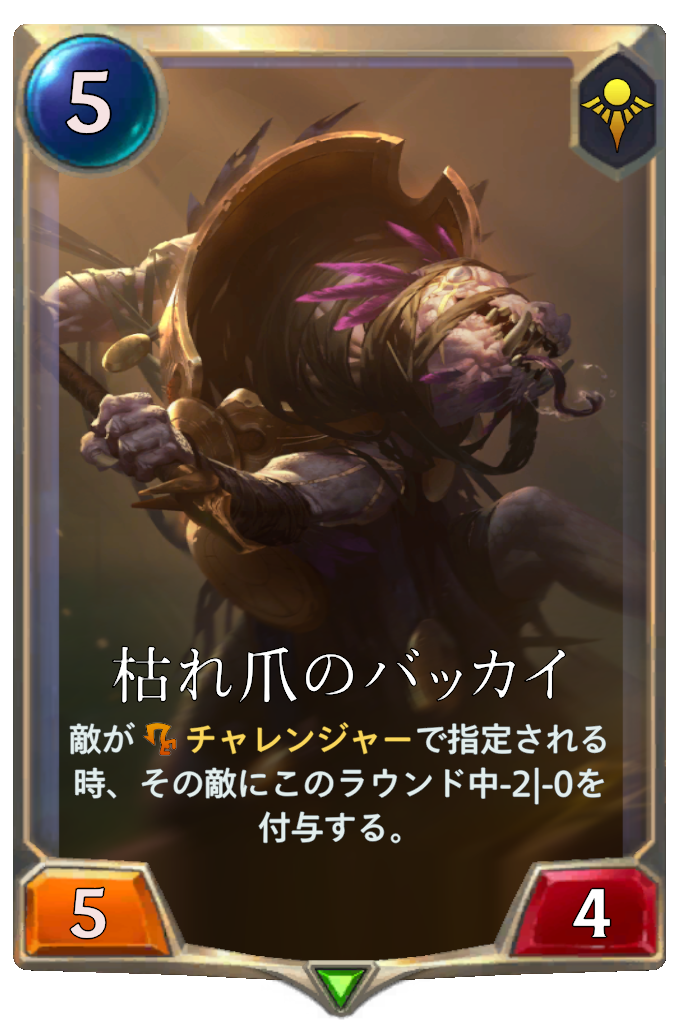 5
枯れ爪のバッカイ
敵が チャレンジャーで指定される
時、その敵にこのラウンド中-2|-0を
付与する。
5
4